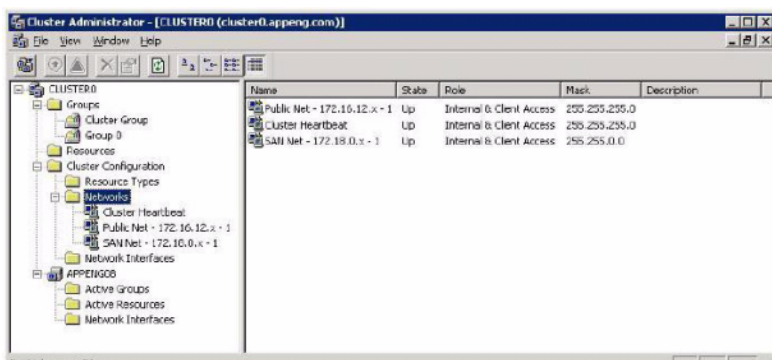 Cluster Administrator - [CLUSTER0 (cluster0.appeng.com)]
File View Window Help
CLUSTER0
Groups
Cluster Group
Group 0
Resources
Cluster Configuration
Resource Types
Networks
Cluster Heartbeat
Public Net - 172.16.12.x - 1
SAN Net - 172.18.0.x - 1
Network Interfaces
APPENG08
Active Groups
Active Resources
Network Interfaces
Name State Role Mask Description
Public Net - 172.16.12.x - 1 Up Internal & Client Access 255.255.255.0
Cluster Heartbeat Up Internal & Client Access 255.255.255.0
SAN Net - 172.18.0.x - 1 Up Internal & Client Access 255.255.0.0